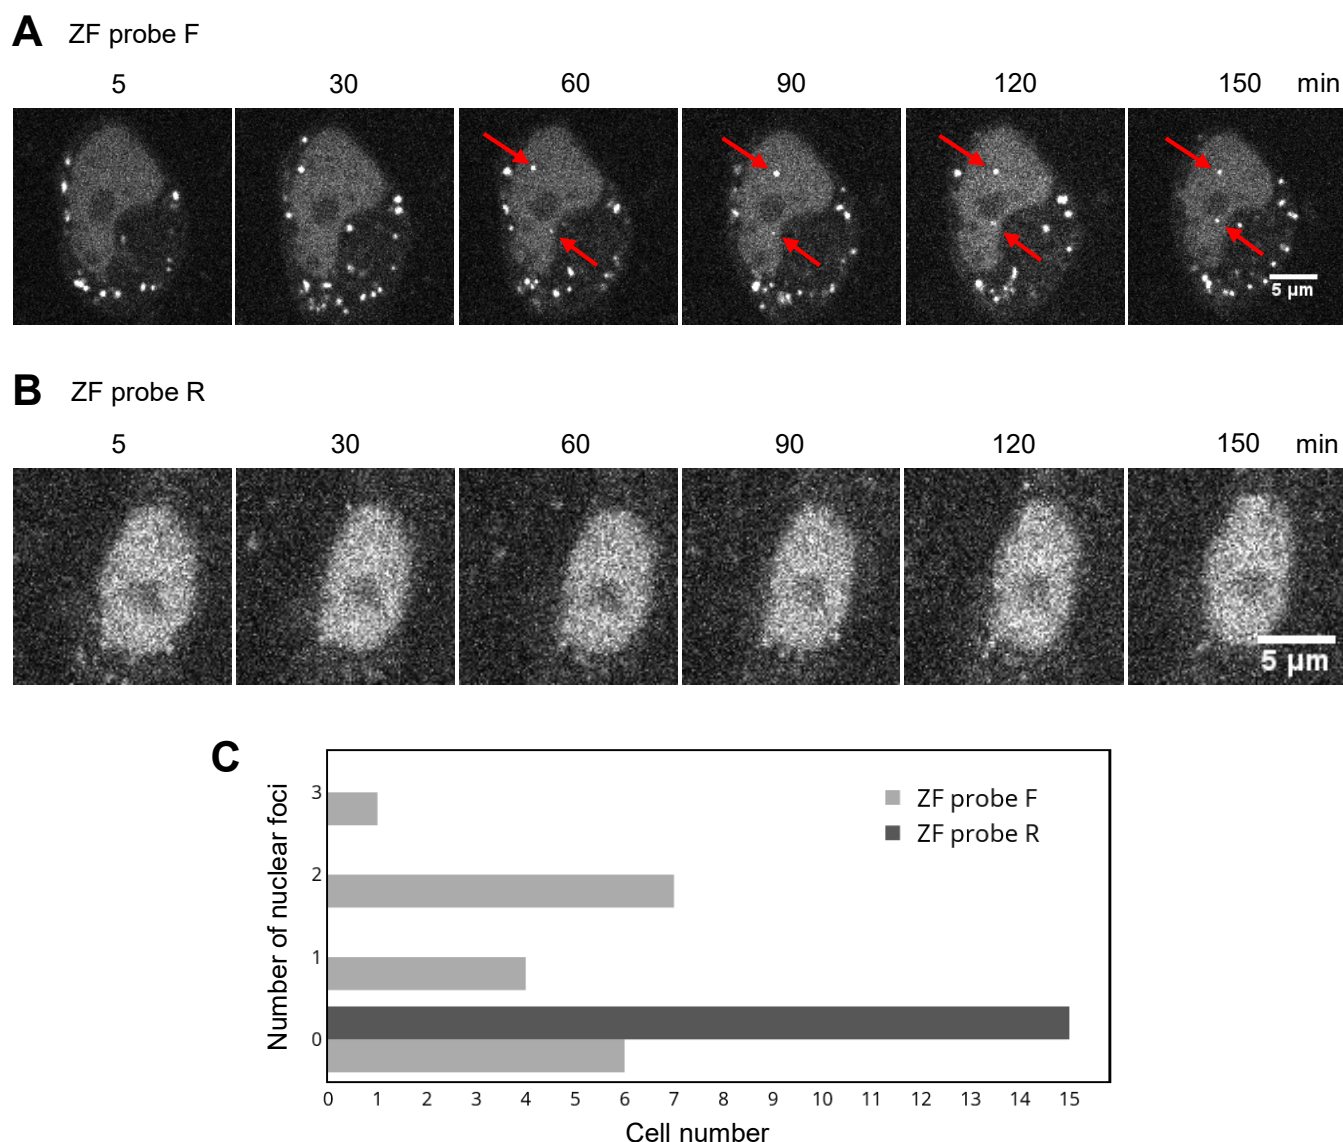 A ZF probe F
5 30 60 90 120 150 min
5 µm
B ZF probe R
5 30 60 90 120 150 min
5 µm
C
Number of nuclear foci
3
2
1
0
ZF probe F
ZF probe R
0 1 2 3 4 5 6 7 8 9 10 11 12 13 14 15
Cell number